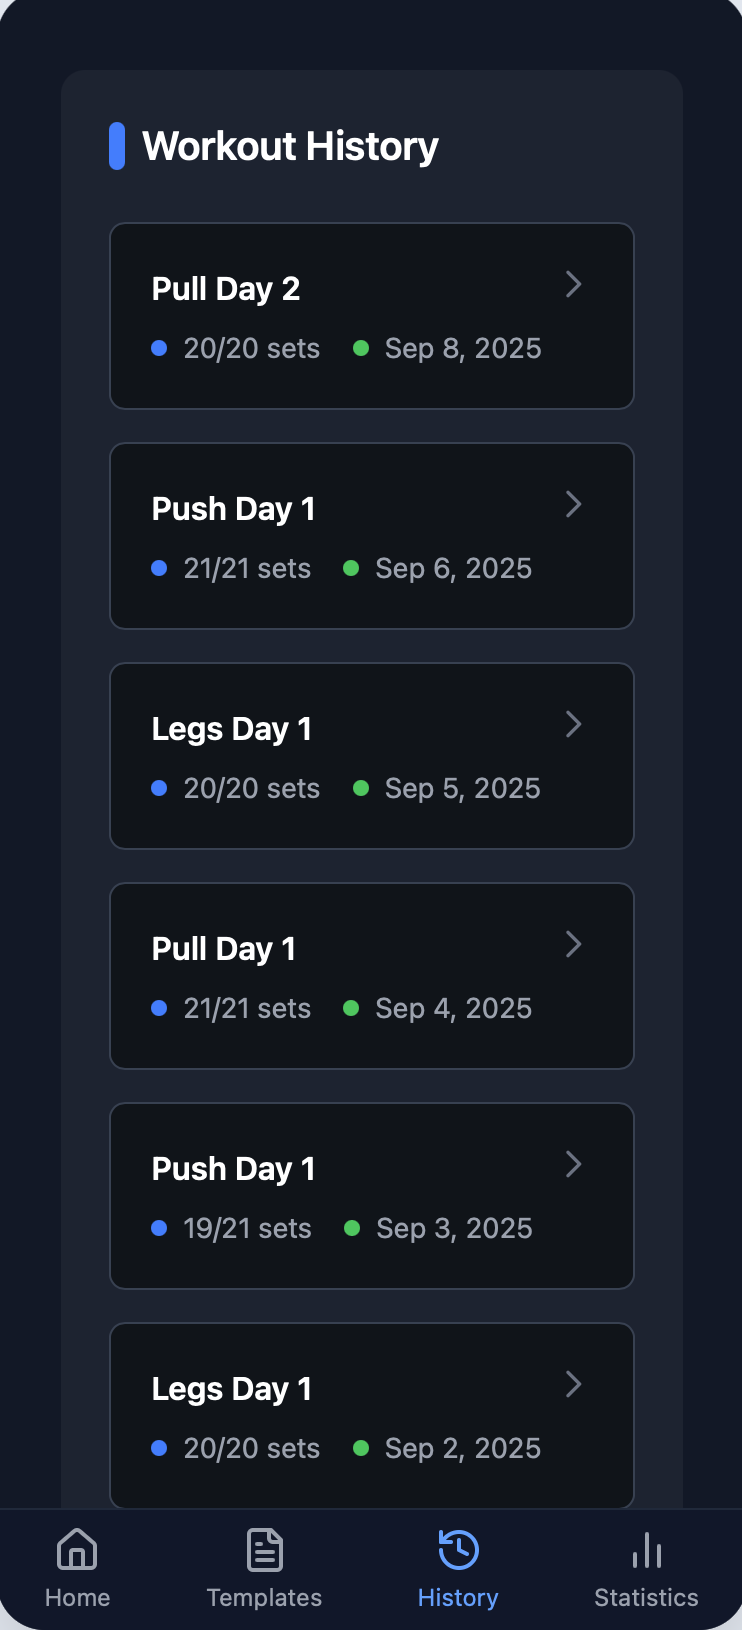 Workout History
Pull Day 2
20/20 sets Sep 8, 2025
Push Day 1
21/21 sets Sep 6, 2025
Legs Day 1
20/20 sets Sep 5, 2025
Pull Day 1
21/21 sets Sep 4, 2025
Push Day 1
19/21 sets Sep 3, 2025
Legs Day 1
20/20 sets Sep 2, 2025
Home Templates History Statistics